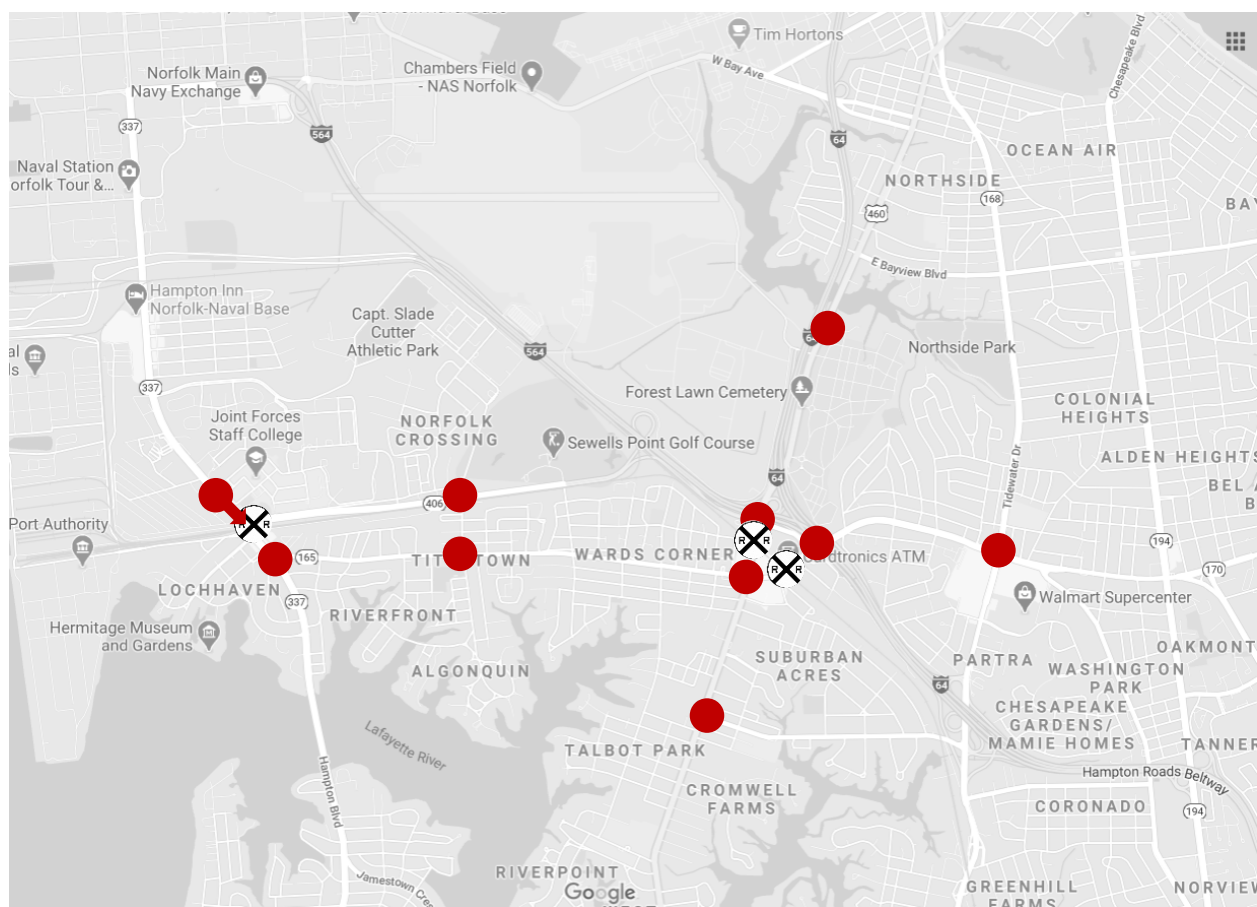 Tim Hortons
Norfolk Main
Navy Exchange
Chambers Field
- NAS Norfolk
W Bay Ave
Chesapeake Blvd
337
564
64
OCEAN AIR
Naval Station
orfolk Tour &...
NORTHSIDE
168
460
BAY
E Bayview Blvd
Hampton Inn
Norfolk-Naval Base
Capt. Slade
Cutter
Athletic Park
564
64
Northside Park
337
Forest Lawn Cemetery
COLONIAL
HEIGHTS
Joint Forces
Staff College
NORFOLK
CROSSING
Sewells Point Golf Course
Tidewater Dr
ALDEN HEIGHTS
64
BEL A
B
406
Port Authority
R R
R R
R R
165
WARDS CORNER
Cardtronics ATM
194
170
LOCHHAVEN
337
RIVERFRONT
Walmart Supercenter
Hermitage Museum
and Gardens
ALGONQUIN
SUBURBAN
ACRES
PARTRA
OAKMONT
WASHINGTON
PARK
64
Lafayette River
Hampton Blvd
TALBOT PARK
CHESAPEAKE
GARDENS/
MAMIE HOMES
TANNER
CROMWELL
FARMS
Hampton Roads Beltway
CORONADO
194
RIVERPOINT
Google
Jamestown Cre
GREENHILL
FARMS
NORVIEW